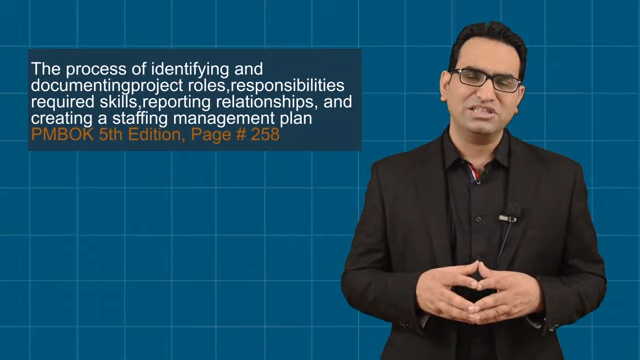 The process of identifying and
documentingproject roles,responsibilities
required skills,reporting relationships, and
creating a staffing management plan
PMBOK 5th Edition, Page # 258